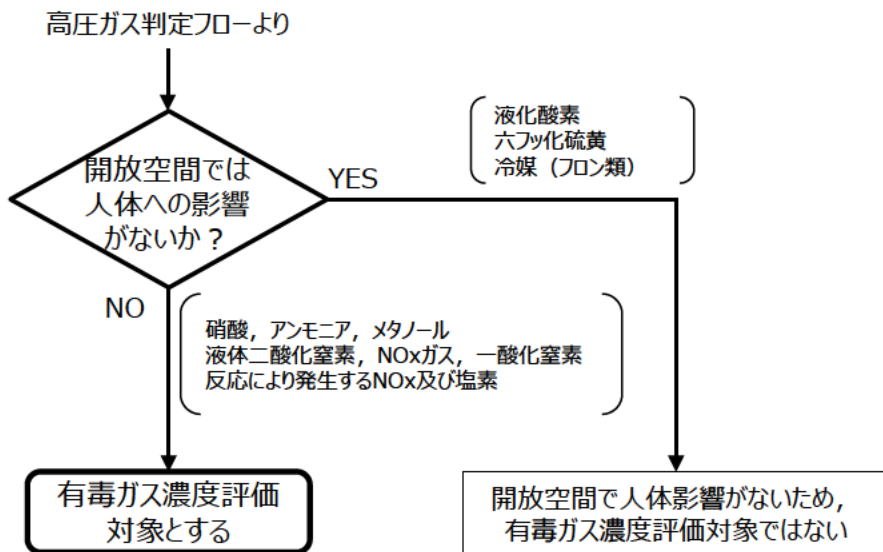 高圧ガス判定フローより
液化酸素
六フッ化硫黄
冷媒（フロン類）
開放空間では
人体への影響
がないか？
YES
NO
硝酸，アンモニア，メタノール
液体二酸化窒素，NOxガス，一酸化窒素
反応により発生するNOx及び塩素
有毒ガス濃度評価
対象とする
開放空間で人体影響がないため，
有毒ガス濃度評価対象ではない